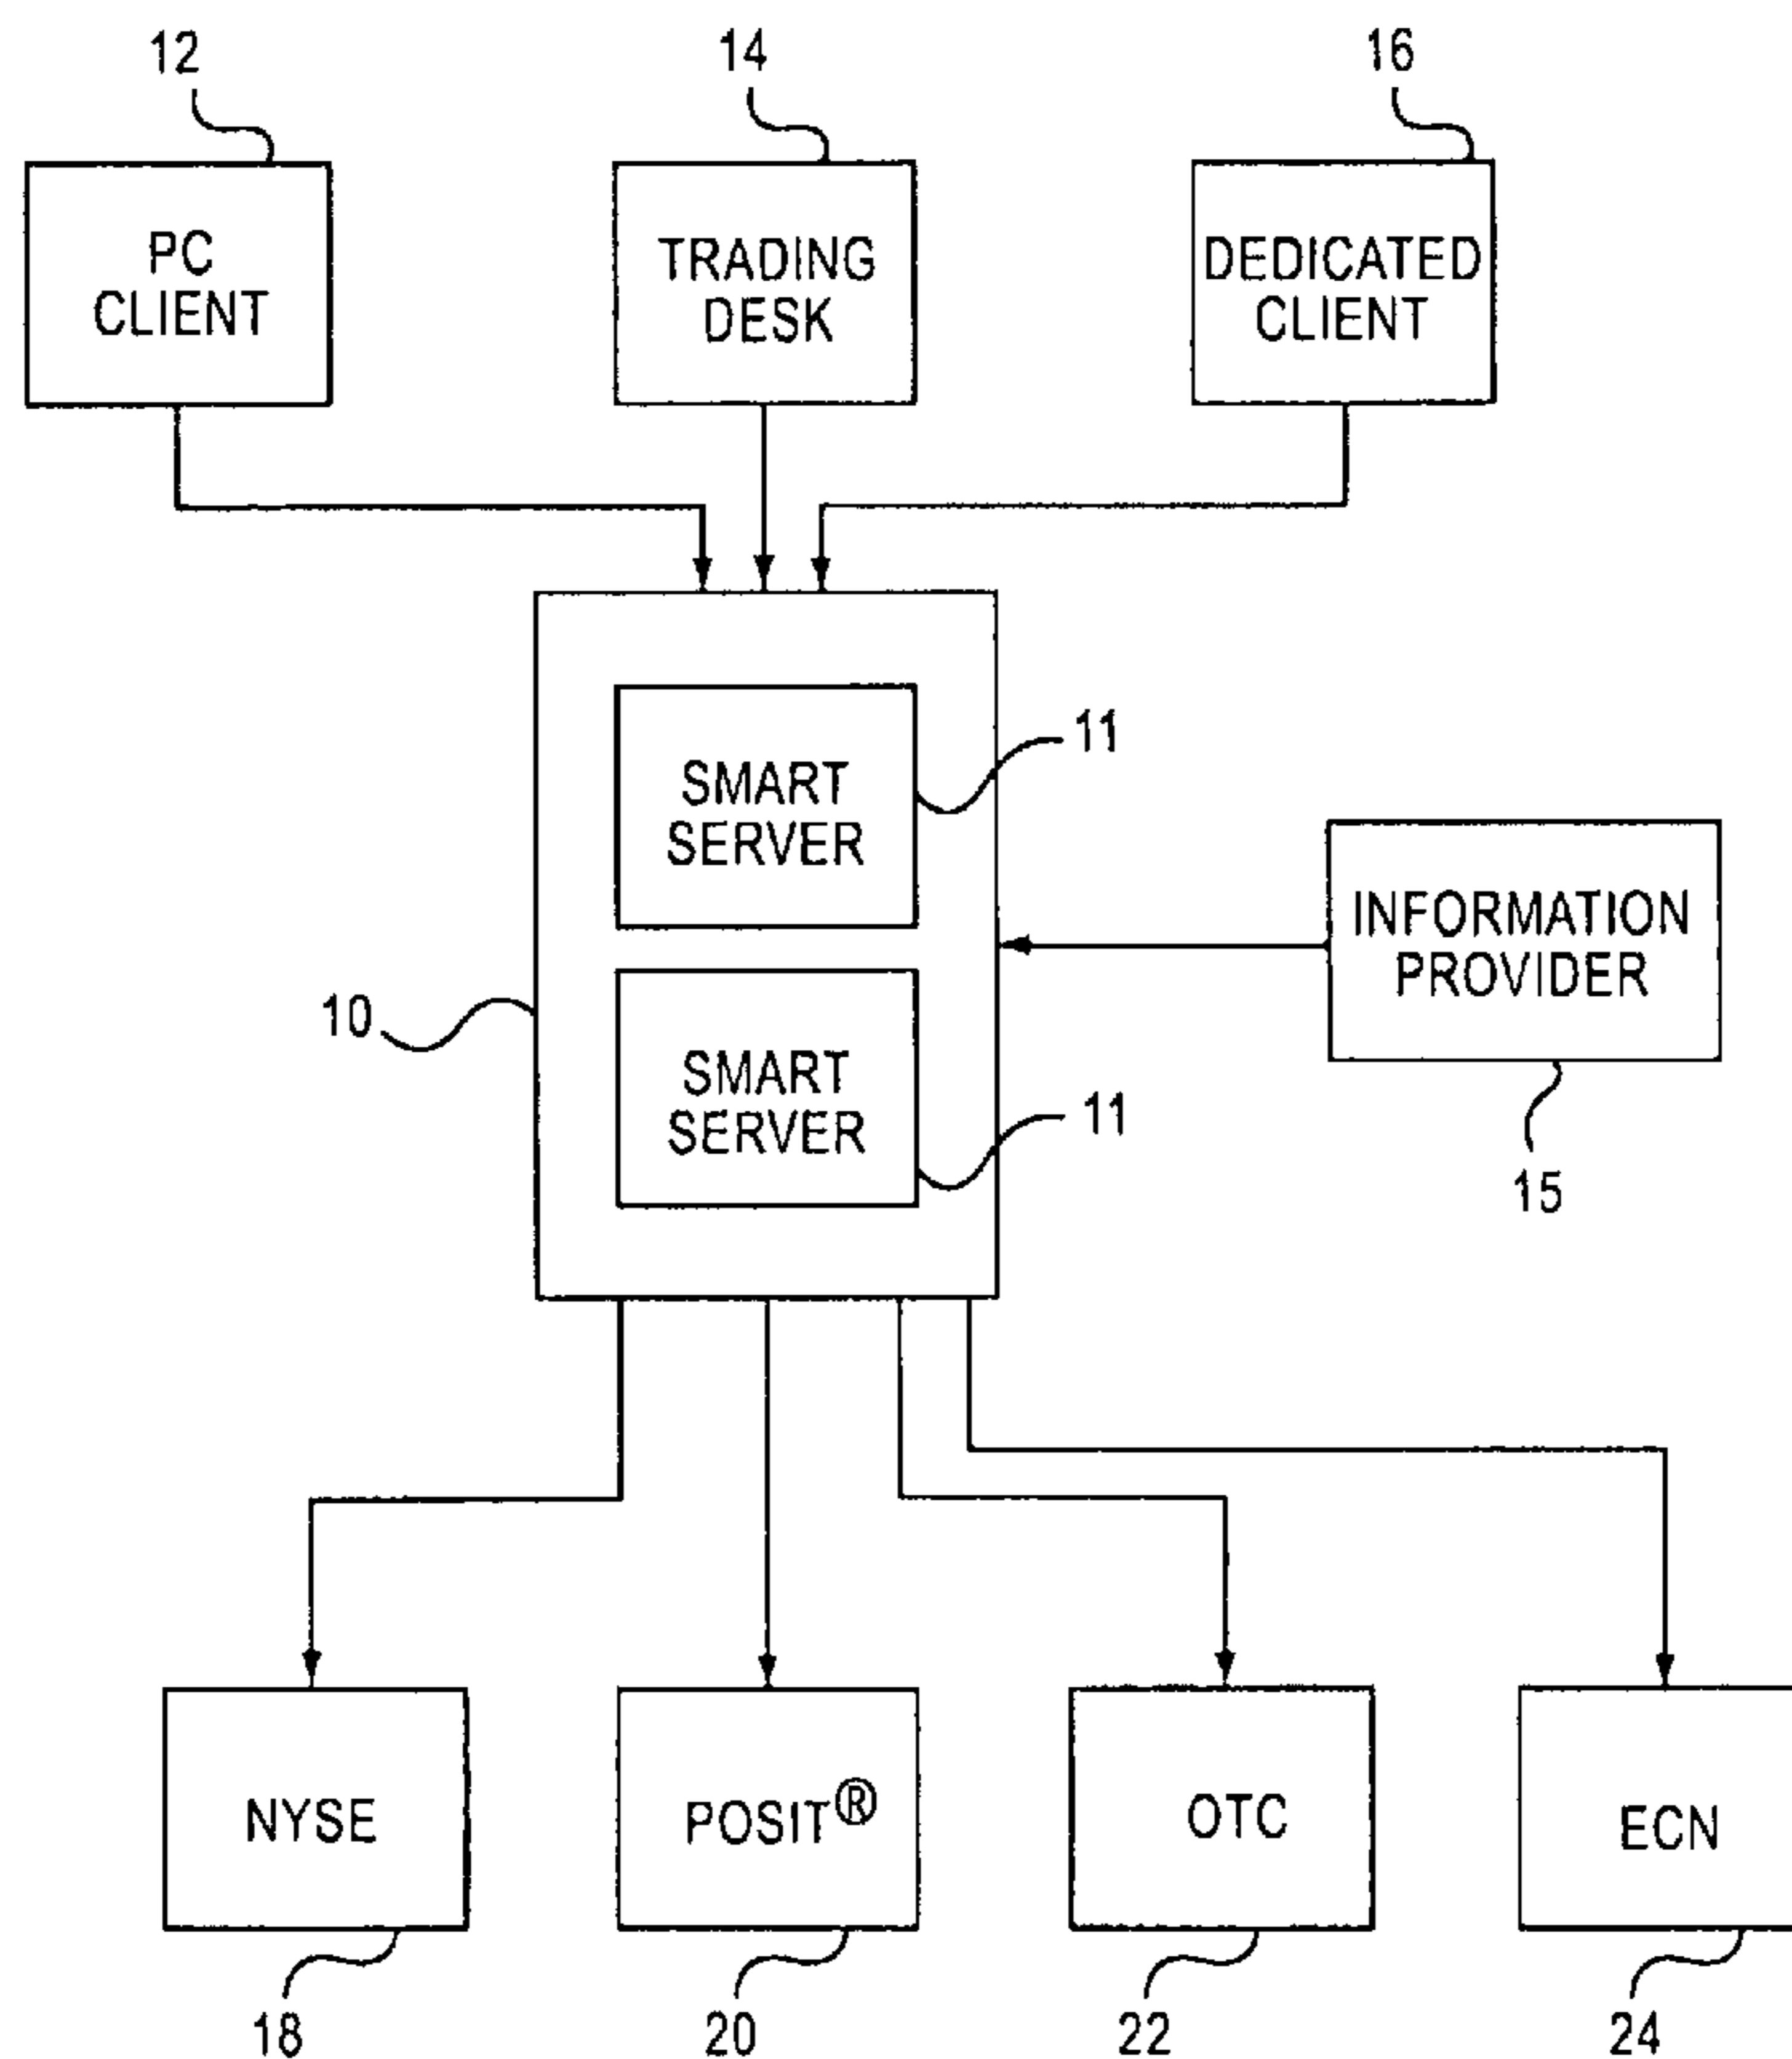 12
14
16
PC
CLIENT
TRADING
DESK
DEDICATED
CLIENT
SMART
SERVER
11
INFORMATION
PROVIDER
15
10
SMART
SERVER
11
NYSE
POSIT®
OTC
ECN
18
20
22
24